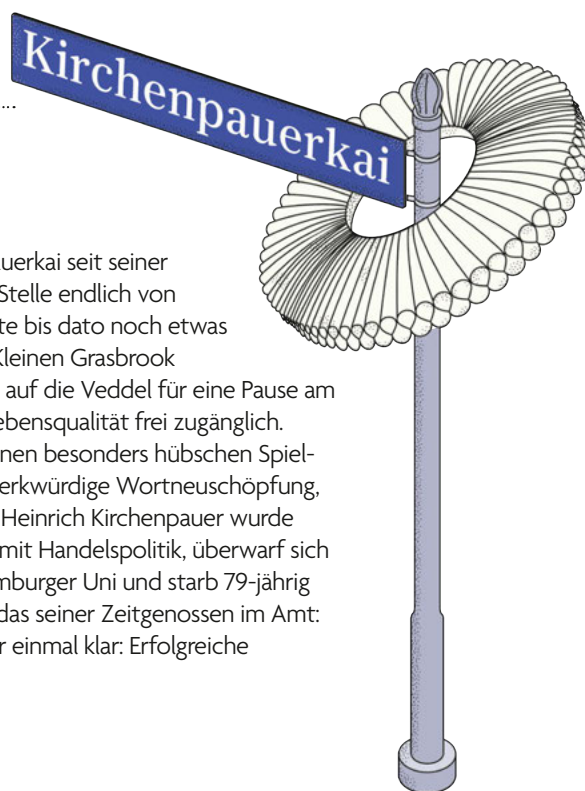 Kirchenpauerkai
...
uerkai seit seiner
Stelle endlich von
te bis dato noch etwas
Kleinen Grasbrook
auf die Veddel für eine Pause am
ebensqualität frei zugänglich.
nen besonders hübschen Spiel-
erkwürdige Wortneuschöpfung,
Heinrich Kirchenpauer wurde
mit Handelspolitik, überwarf sich
mburger Uni und starb 79-jährig
das seiner Zeitgenossen im Amt:
r einmal klar: Erfolgreiche